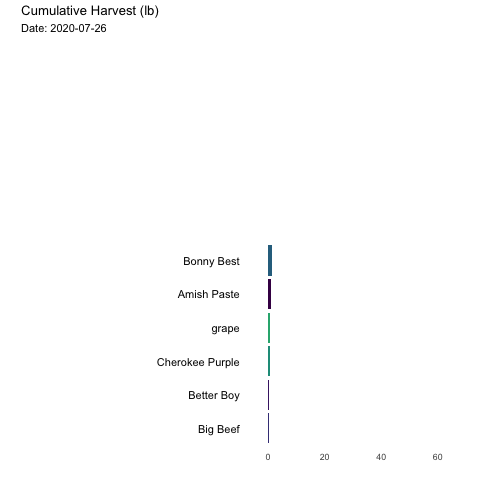 Cumulative Harvest (lb)
Date: 2020-07-26
Bonny Best
Amish Paste
grape
Cherokee Purple
Better Boy
Big Beef
0 20 40 60